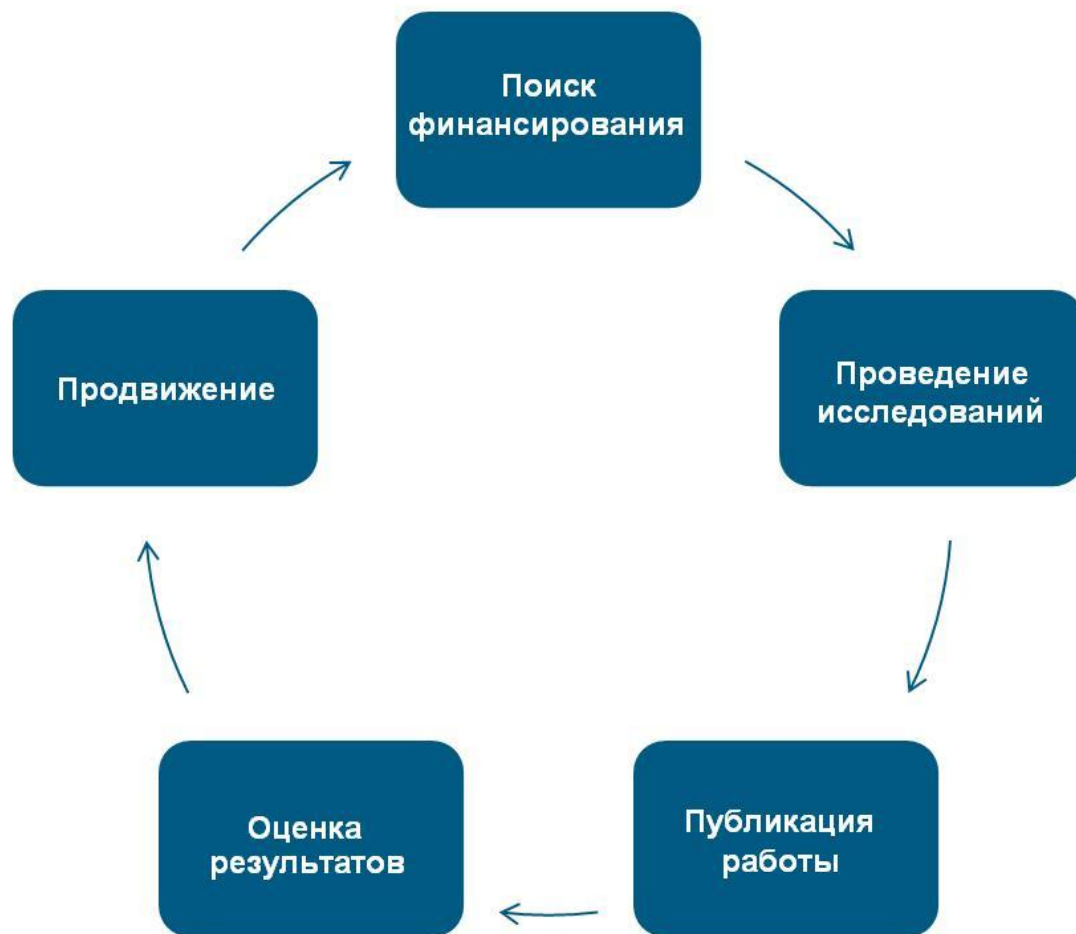 Поиск
финансирования
Проведение
исследований
Публикация
работы
Оценка
результатов
Продвижение